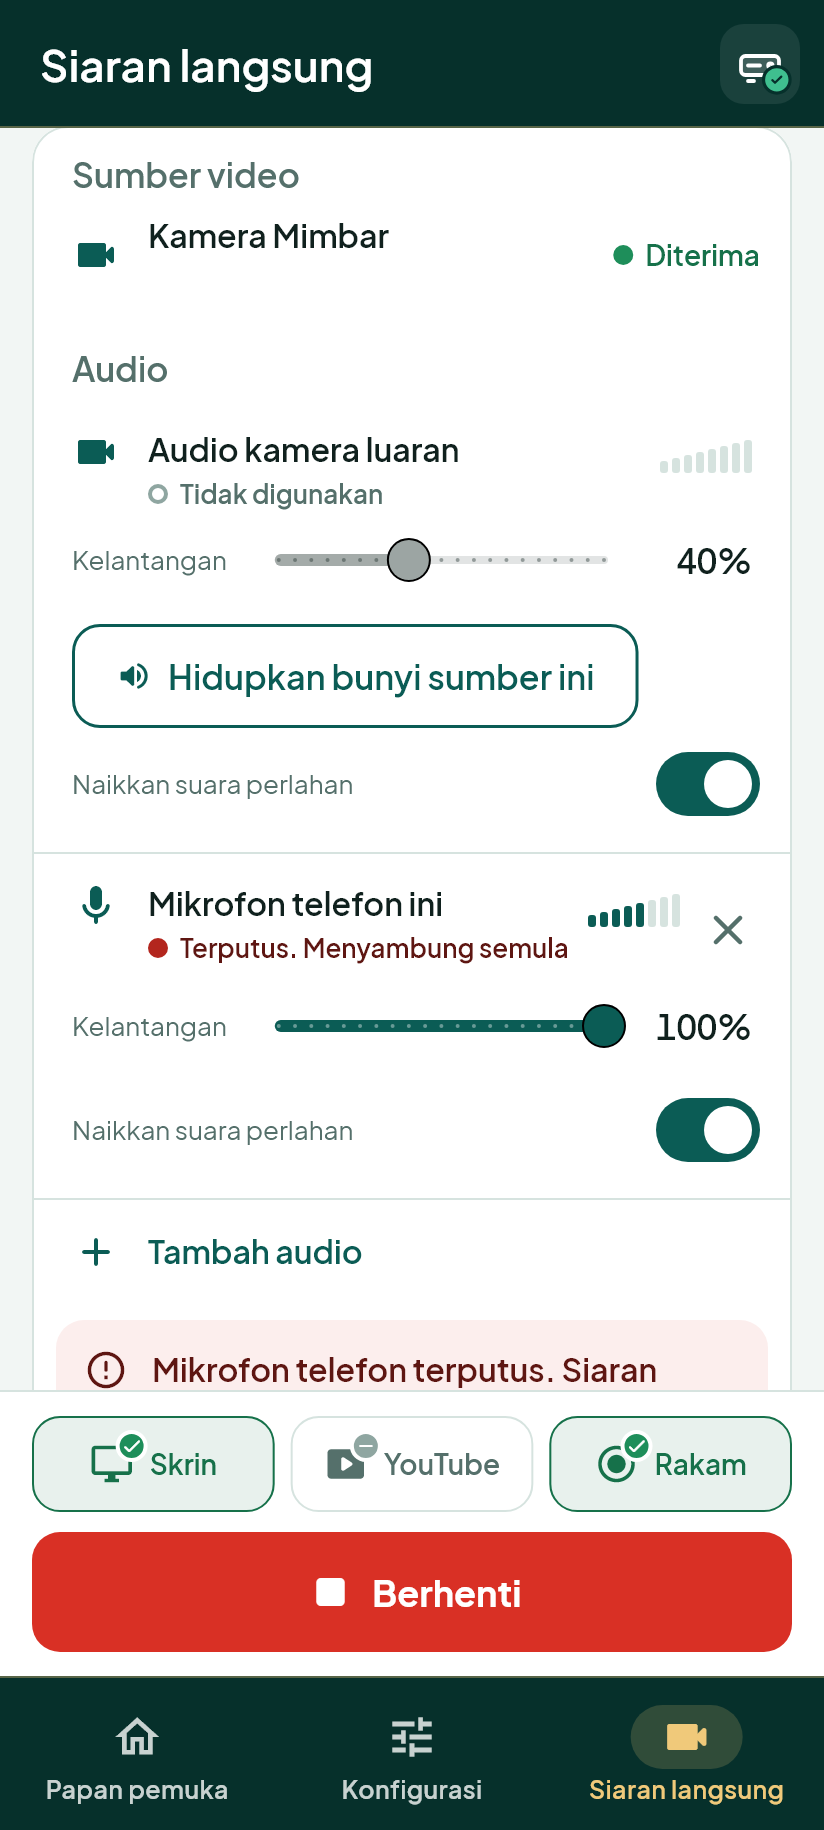 Siaran langsung
Sumber video
Kamera Mimbar
Diterima
Audio
Audio kamera luaran
Tidak digunakan
Kelantangan
40%
Hidupkan bunyi sumber ini
Naikkan suara perlahan
Mikrofon telefon ini
Terputus. Menyambung semula
Kelantangan
100%
Naikkan suara perlahan
Tambah audio
Mikrofon telefon terputus. Siaran
Skrin
YouTube
Rakam
Berhenti
Papan pemuka
Konfigurasi
Siaran langsung